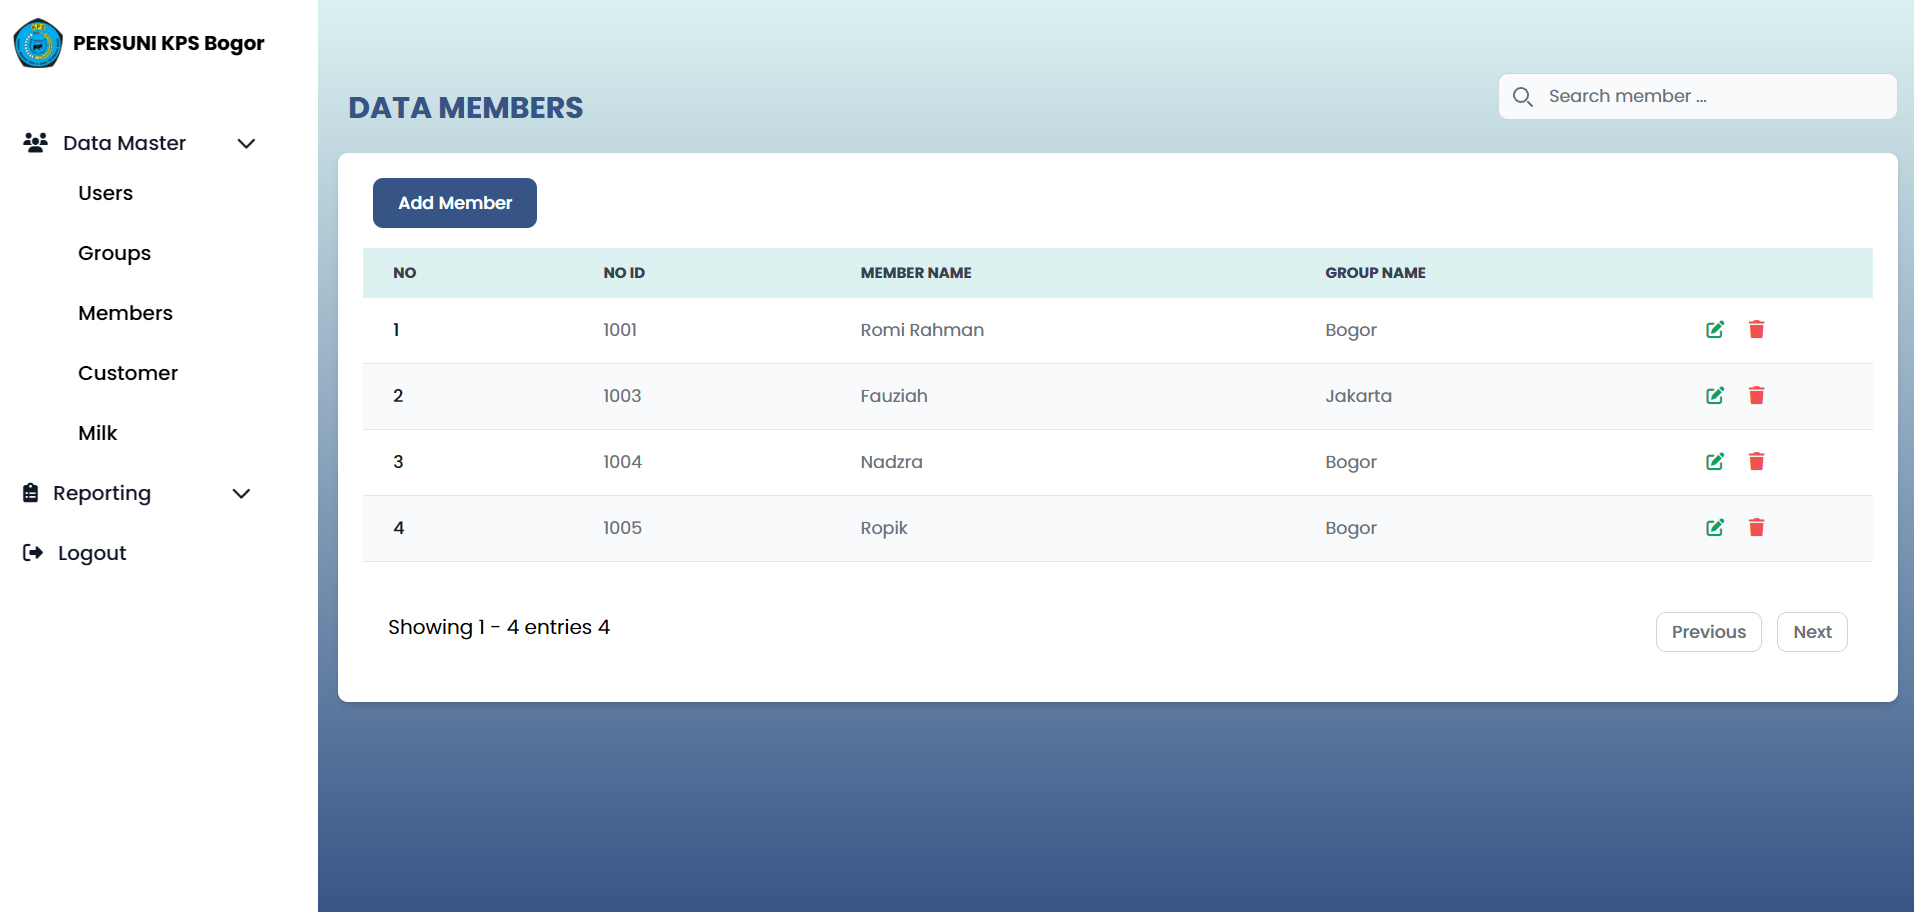 PERSUNI KPS Bogor
Data Master
Users
Groups
Members
Customer
Milk
Reporting
Logout
DATA MEMBERS
Search member ...
Add Member
NO NO ID MEMBER NAME GROUP NAME
1 1001 Romi Rahman Bogor
2 1003 Fauziah Jakarta
3 1004 Nadzra Bogor
4 1005 Ropik Bogor
Showing 1 - 4 entries 4
Previous Next